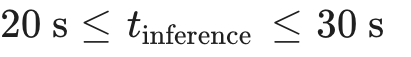 20 s ≤ t_inference ≤ 30 s